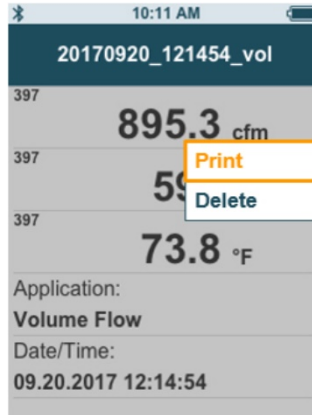 10:11 AM
20170920_121454_vol
397
895.3 cfm
397
Print
Delete
397
73.8 °F
Application:
Volume Flow
Date/Time:
09.20.2017 12:14:54